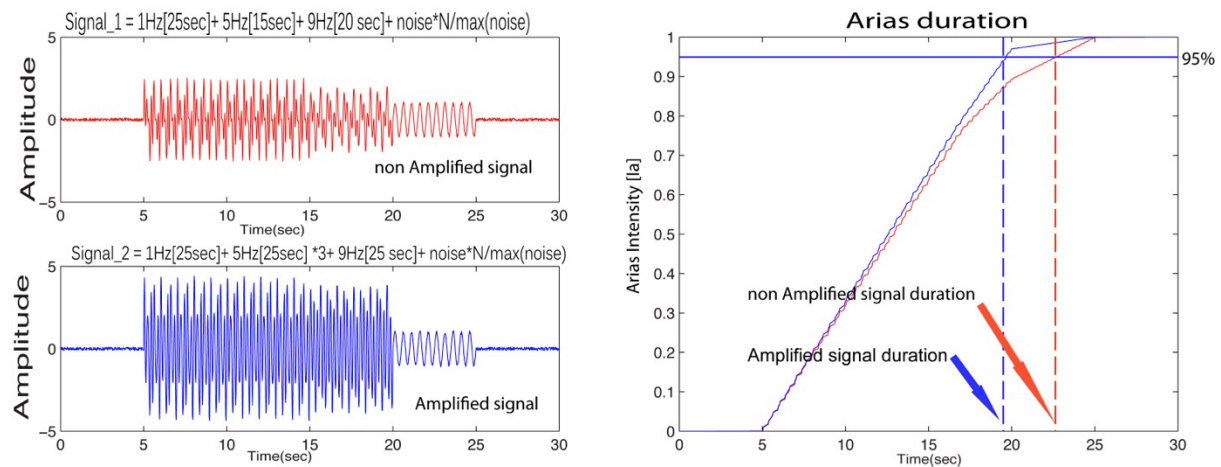 Signal_1 = 1Hz[25sec]+ 5Hz[15sec]+ 9Hz[20 sec]+ noise*N/max(noise)
5
0
-5
Amplitude
non Amplified signal
0 5 10 15 20 25 30
Time(sec)
Signal_2 = 1Hz[25sec]+ 5Hz[25sec] *3+ 9Hz[25 sec]+ noise*N/max(noise)
5
0
-5
Amplitude
Amplified signal
0 5 10 15 20 25 30
Time(sec)
Arias duration
1
0.9
0.8
0.7
0.6
0.5
0.4
0.3
0.2
0.1
0
Arias Intensity [Ia]
95%
non Amplified signal duration
Amplified signal duration
0 5 10 15 20 25 30
Time(sec)